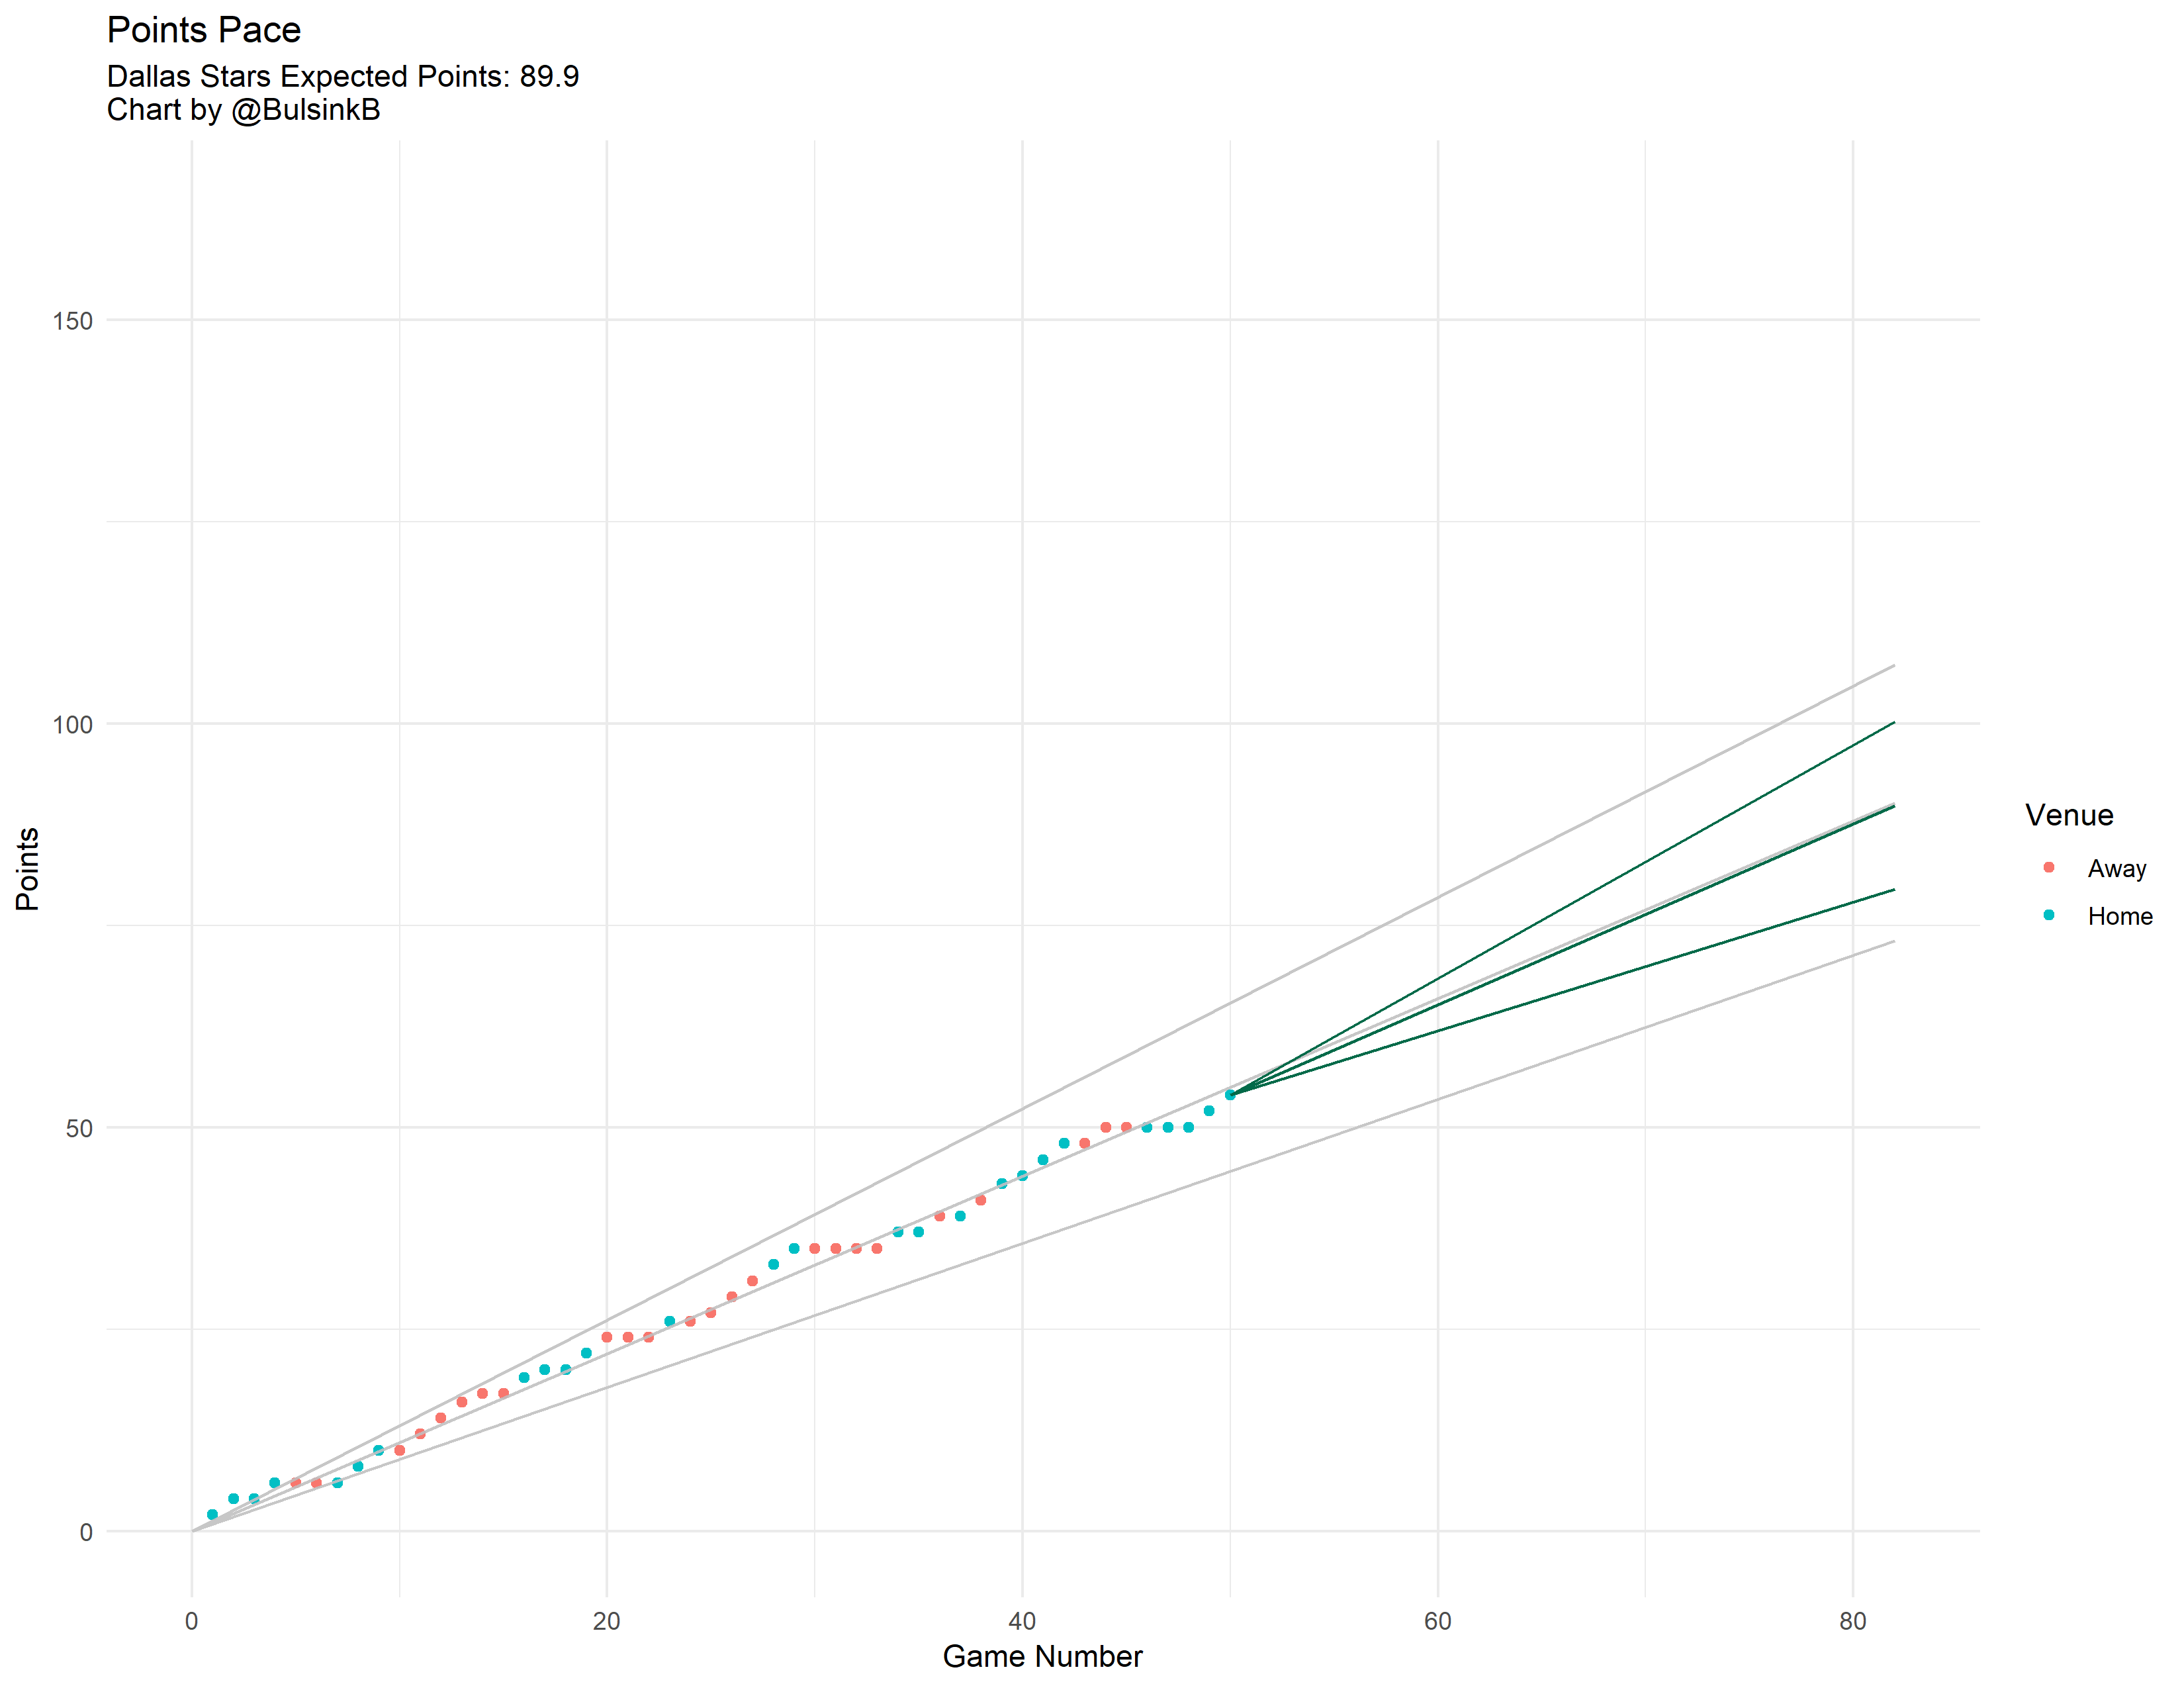 Points Pace
Dallas Stars Expected Points: 89.9
Chart by @BulsinkB
150
100
50
0
Points
0 20 40 60 80
Game Number
Venue
Away
Home